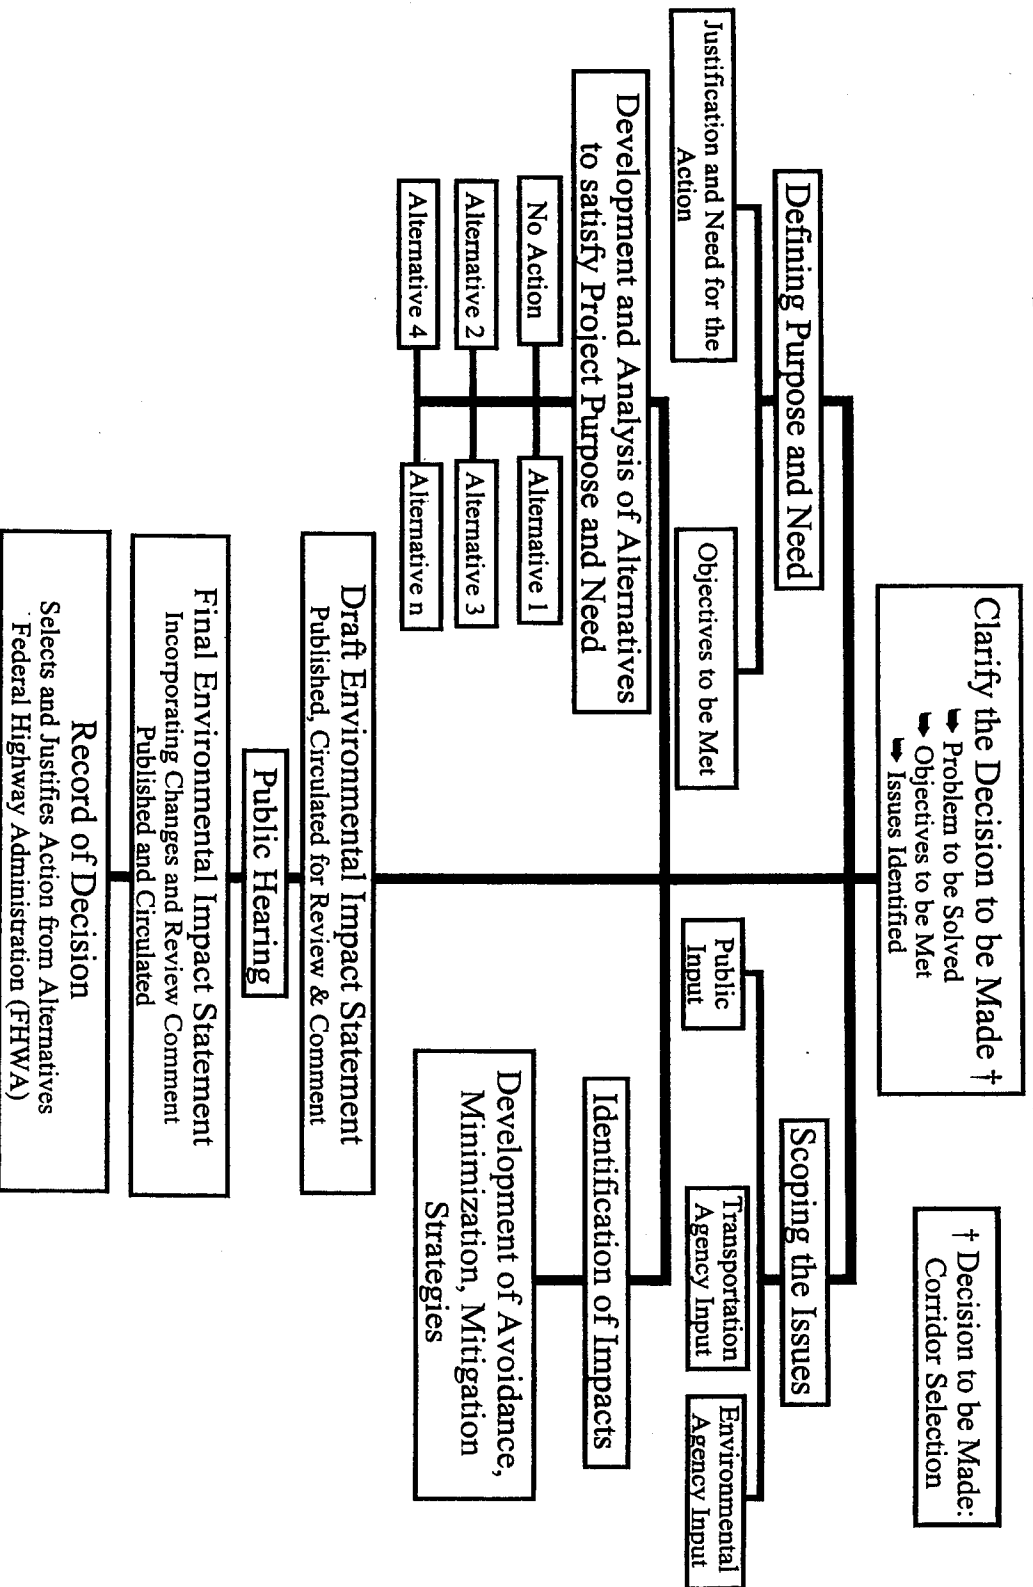 Clarify the Decision to be Made †
➥ Problem to be Solved
➥ Objectives to be Met
➥ Issues Identified
† Decision to be Made:
Corridor Selection
Defining Purpose and Need
Scoping the Issues
Justification and Need for the
Action
Objectives to be Met
Public
Input
Transportation
Agency Input
Environmental
Agency Input
Development and Analysis of Alternatives
to satisfy Project Purpose and Need
Identification of Impacts
No Action
Alternative 1
Alternative 2
Alternative 3
Alternative 4
Alternative n
Development of Avoidance,
Minimization, Mitigation
Strategies
Draft Environmental Impact Statement
Published, Circulated for Review & Comment
Public Hearing
Final Environmental Impact Statement
Incorporating Changes and Review Comment
Published and Circulated
Record of Decision
Selects and Justifies Action from Alternatives
Federal Highway Administration (FHWA)